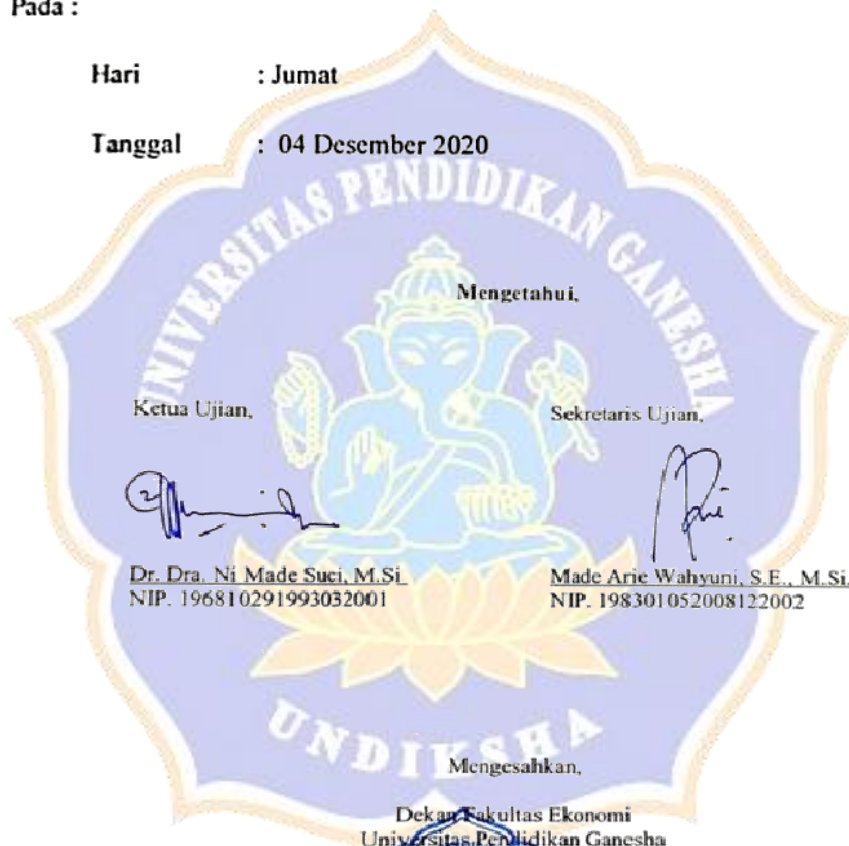 Pada :
Hari : Jumat
Tanggal : 04 Desember 2020
UNIVERSITAS PENDIDIKAN GANESHA
Mengetahui,
Ketua Ujian,
Sekretaris Ujian,
Dr. Dra. Ni Made Suci, M.Si
NIP. 196810291993032001
Made Arie Wahyuni, S.E., M.Si,
NIP. 198301052008122002
UNDIKSHA
Mengesahkan,
Dekan Fakultas Ekonomi
Universitas Pendidikan Ganesha